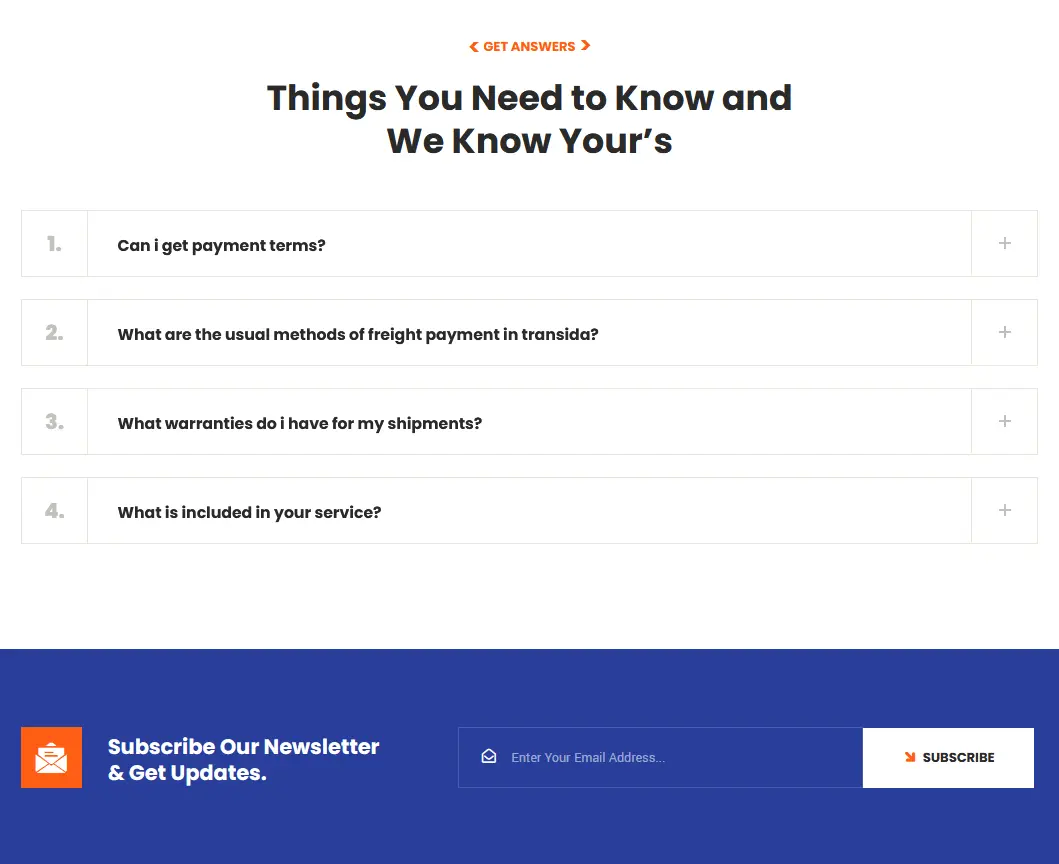 GET ANSWERS
Things You Need to Know and
We Know Your’s
1. Can i get payment terms? +
2. What are the usual methods of freight payment in transida? +
3. What warranties do i have for my shipments? +
4. What is included in your service? +
Subscribe Our Newsletter
& Get Updates.
Enter Your Email Address...
SUBSCRIBE